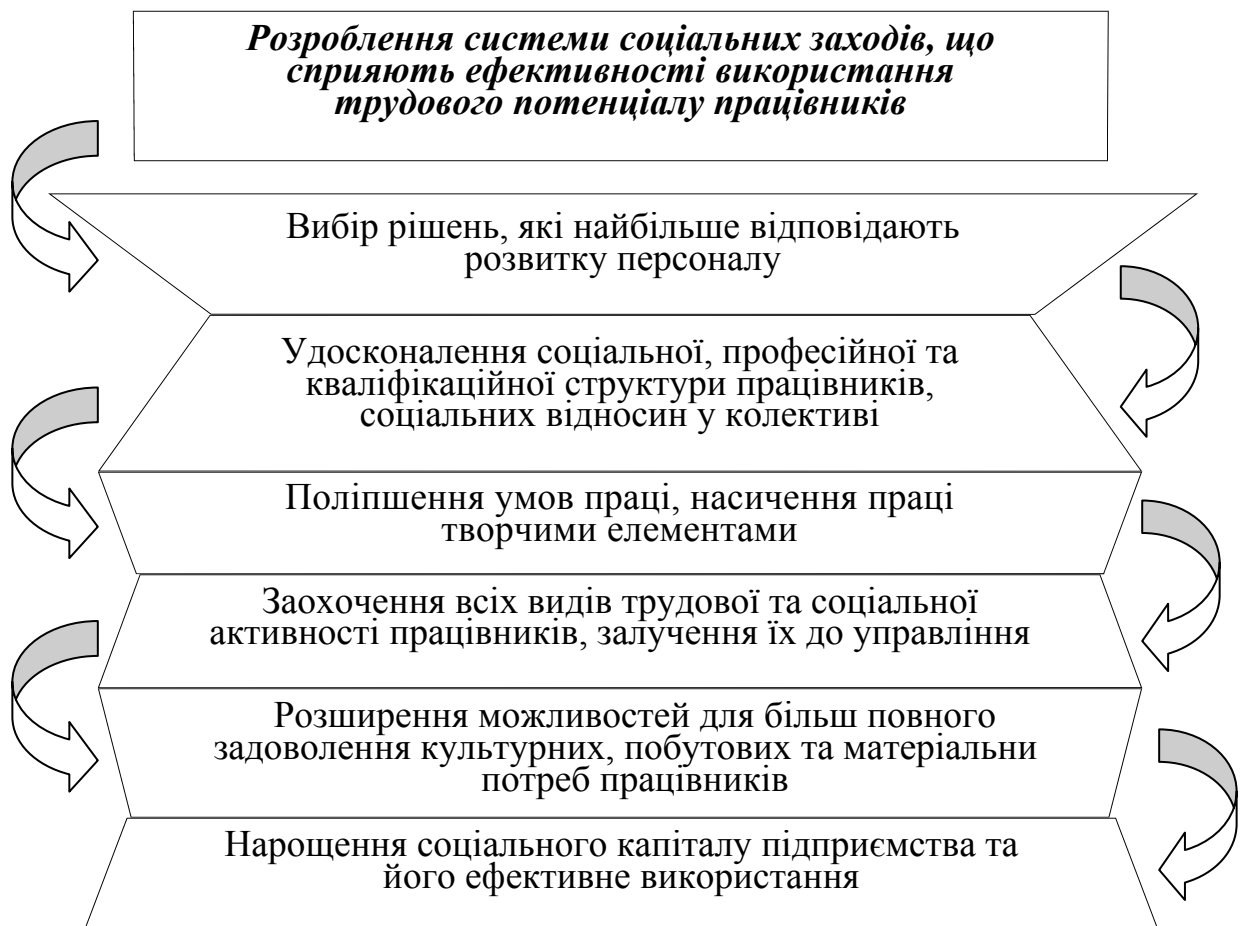 Розроблення системи соціальних заходів, що
сприяють ефективності використання
трудового потенціалу працівників
Вибір рішень, які найбільше відповідають
розвитку персоналу
Удосконалення соціальної, професійної та
кваліфікаційної структури працівників,
соціальних відносин у колективі
Поліпшення умов праці, насичення праці
творчими елементами
Заохочення всіх видів трудової та соціальної
активності працівників, залучення їх до управління
Розширення можливостей для більш повного
задоволення культурних, побутових та матеріальни
потреб працівників
Нарощення соціального капіталу підприємства та
його ефективне використання